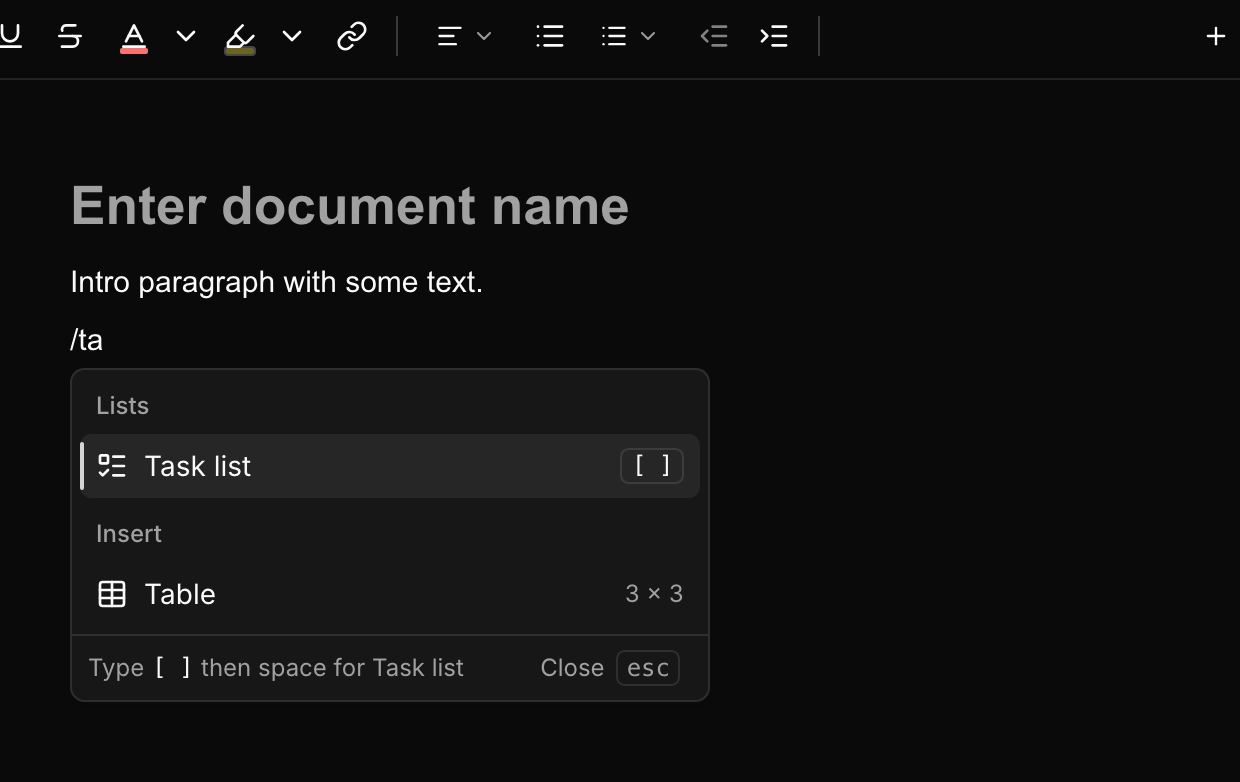 Enter document name
Intro paragraph with some text.
/ta
Lists
Task list [ ]
Insert
Table 3 × 3
Type [ ] then space for Task list Close esc